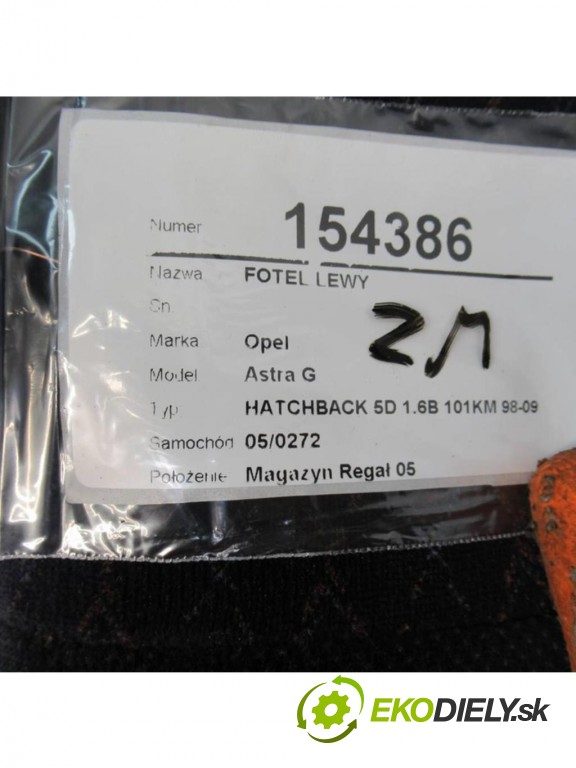 Numer 154386
Nazwa FOTEL LEWY
Sn
Marka Opel
Model Astra G
Typ HATCHBACK 5D 1.6B 101KM 98-09
Samochód 05/0272
Położenie Magazyn Regał 05
EKODIELY.sk